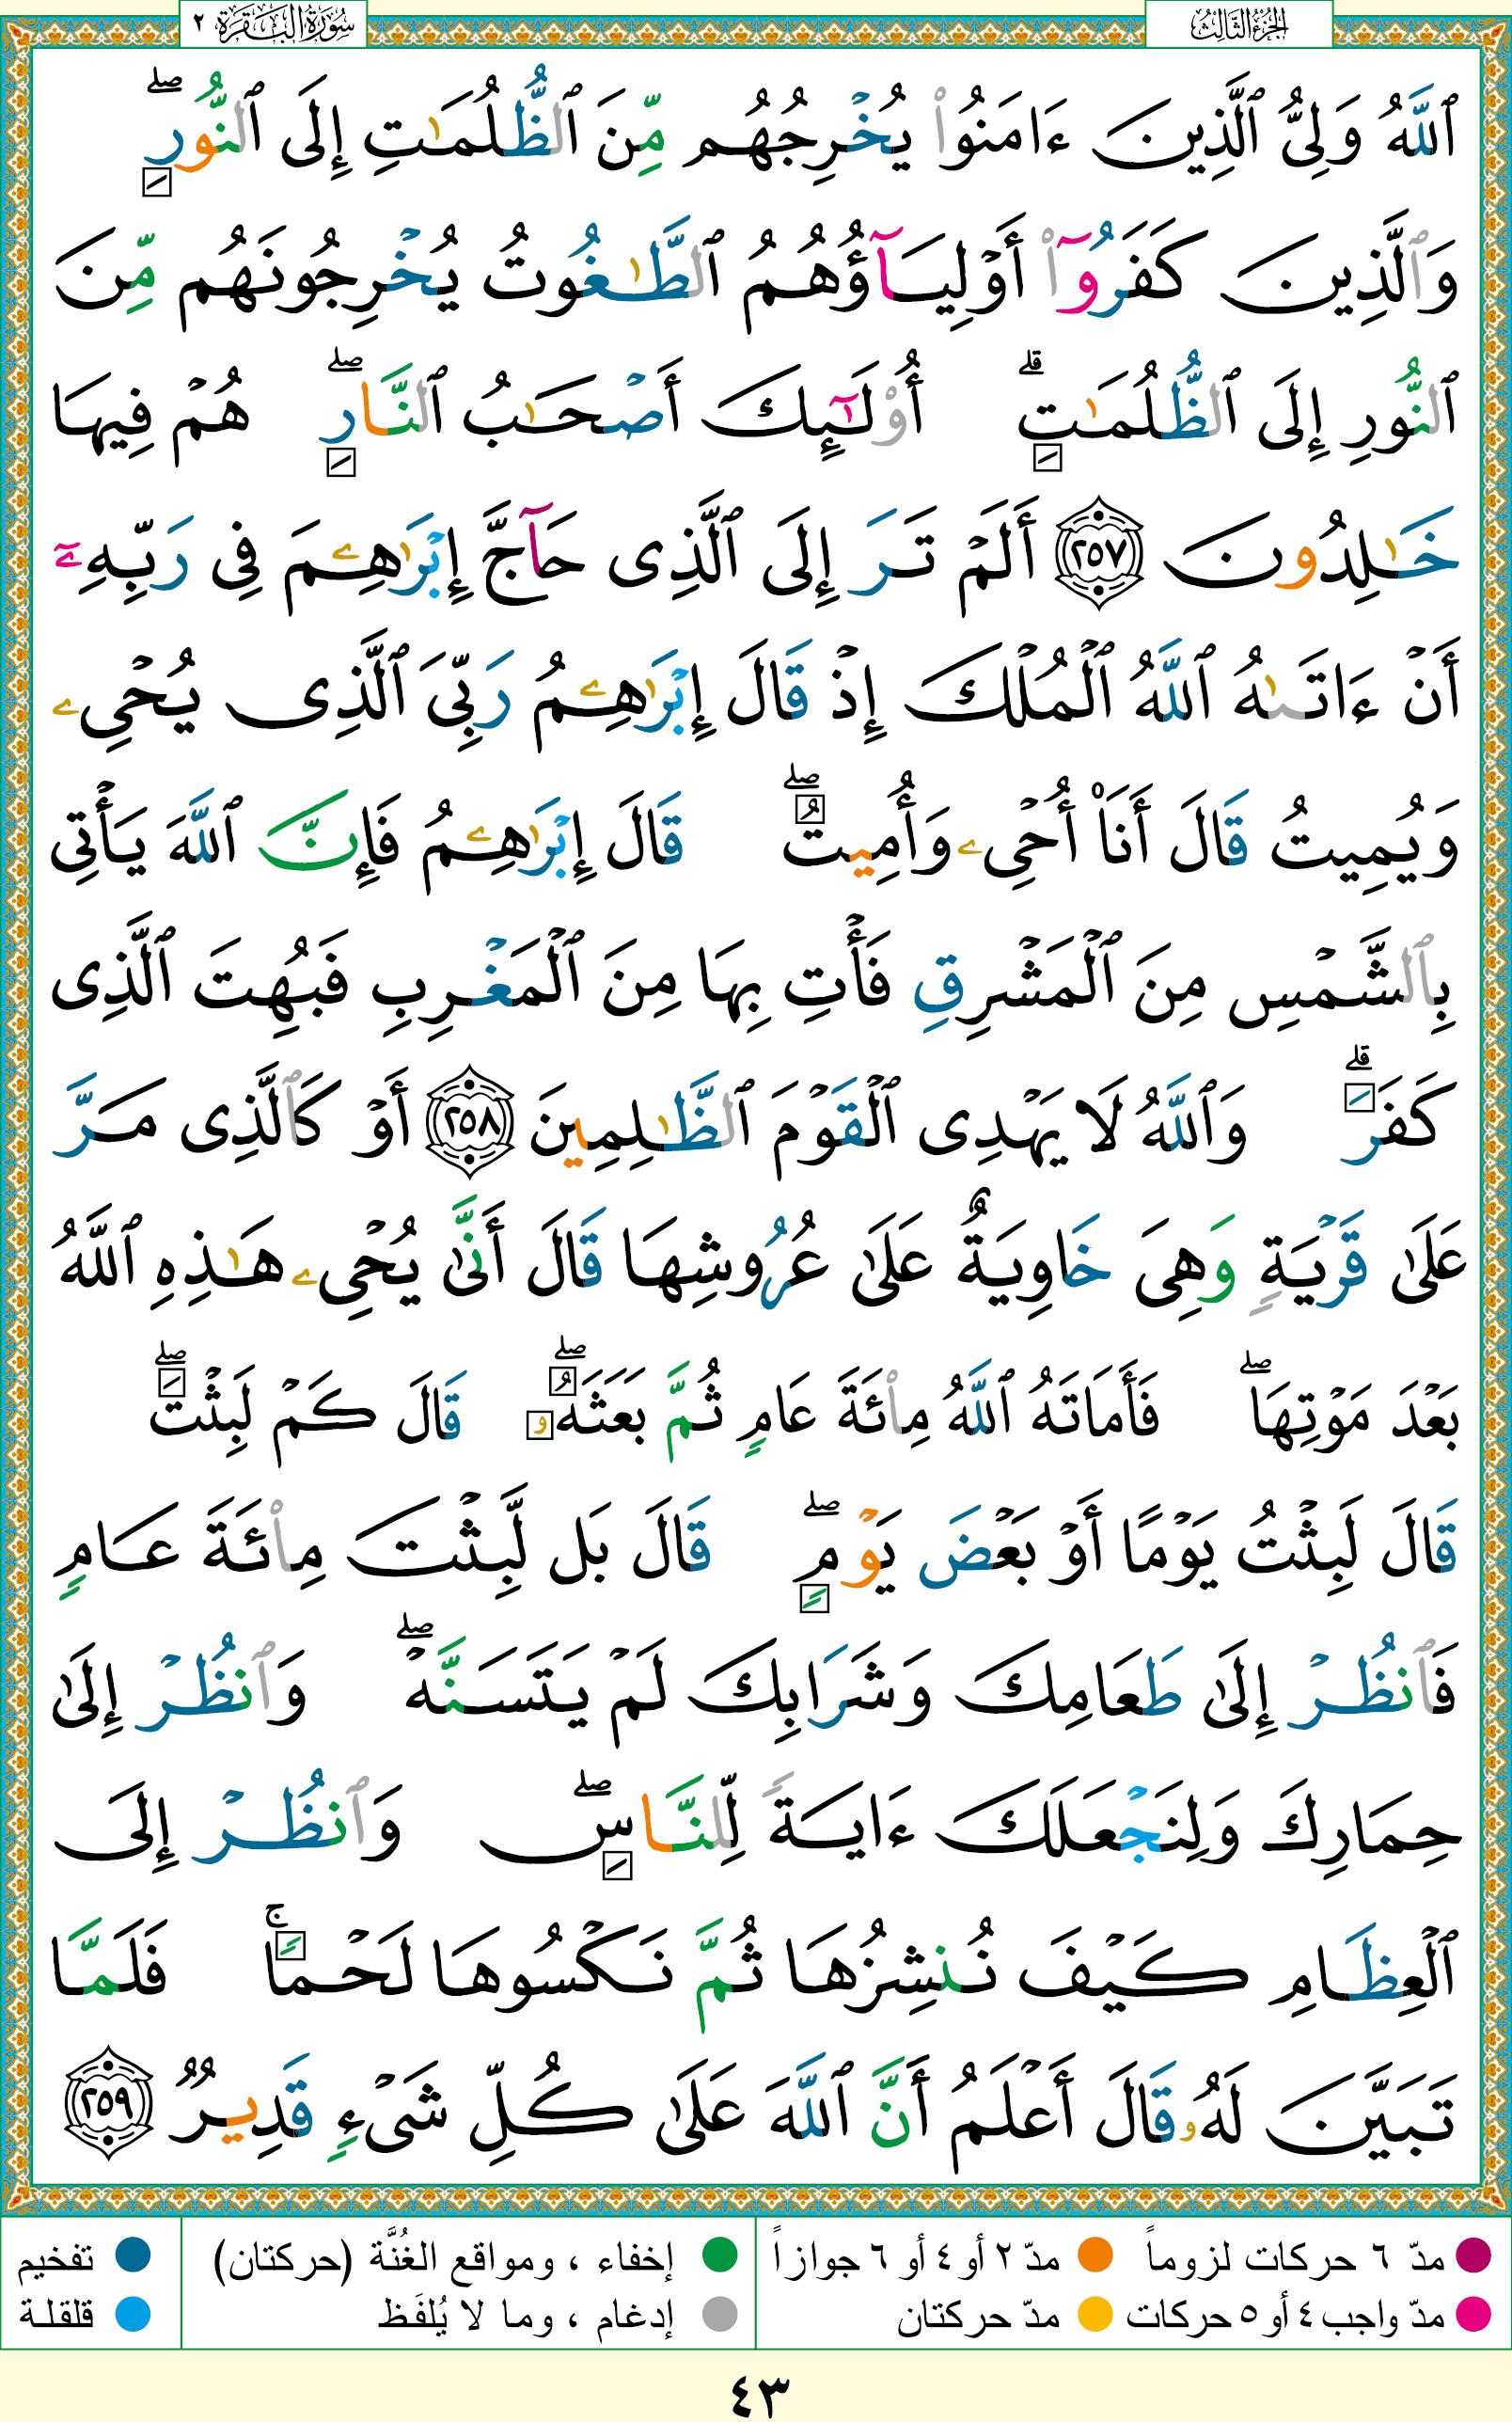 الجُزْءُ الثَّالِثُ
سُورَةُ البَقَرَةِ ٢
ٱللَّهُ وَلِىُّ ٱلَّذِينَ ءَامَنُوا۟ يُخْرِجُهُم مِّنَ ٱلظُّلُمَـٰتِ إِلَى ٱلنُّورِ ۖ
وَٱلَّذِينَ كَفَرُوٓا۟ أَوْلِيَآؤُهُمُ ٱلطَّـٰغُوتُ يُخْرِجُونَهُم مِّنَ
ٱلنُّورِ إِلَى ٱلظُّلُمَـٰتِ ۗ أُو۟لَـٰٓئِكَ أَصْحَـٰبُ ٱلنَّارِ ۖ هُمْ فِيهَا
خَـٰلِدُونَ ٢٥٧ أَلَمْ تَرَ إِلَى ٱلَّذِى حَآجَّ إِبْرَٰهِـۧمَ فِى رَبِّهِۦٓ
أَنْ ءَاتَىٰهُ ٱللَّهُ ٱلْمُلْكَ إِذْ قَالَ إِبْرَٰهِـۧمُ رَبِّىَ ٱلَّذِى يُحْىِۦ
وَيُمِيتُ قَالَ أَنَا۠ أُحْىِۦ وَأُمِيتُ ۖ قَالَ إِبْرَٰهِـۧمُ فَإِنَّ ٱللَّهَ يَأْتِى
بِٱلشَّمْسِ مِنَ ٱلْمَشْرِقِ فَأْتِ بِهَا مِنَ ٱلْمَغْرِبِ فَبُهِتَ ٱلَّذِى
كَفَرَ ۗ وَٱللَّهُ لَا يَهْدِى ٱلْقَوْمَ ٱلظَّـٰلِمِينَ ٢٥٨ أَوْ كَٱلَّذِى مَرَّ
عَلَىٰ قَرْيَةٍ وَهِىَ خَاوِيَةٌ عَلَىٰ عُرُوشِهَا قَالَ أَنَّىٰ يُحْىِۦ هَـٰذِهِ ٱللَّهُ
بَعْدَ مَوْتِهَا ۖ فَأَمَاتَهُ ٱللَّهُ مِا۟ئَةَ عَامٍ ثُمَّ بَعَثَهُۥ ۖ قَالَ كَمْ لَبِثْتَ ۖ
قَالَ لَبِثْتُ يَوْمًا أَوْ بَعْضَ يَوْمٍ ۖ قَالَ بَل لَّبِثْتَ مِا۟ئَةَ عَامٍ
فَٱنظُرْ إِلَىٰ طَعَامِكَ وَشَرَابِكَ لَمْ يَتَسَنَّهْ ۖ وَٱنظُرْ إِلَىٰ
حِمَارِكَ وَلِنَجْعَلَكَ ءَايَةً لِّلنَّاسِ ۖ وَٱنظُرْ إِلَى
ٱلْعِظَامِ كَيْفَ نُنشِزُهَا ثُمَّ نَكْسُوهَا لَحْمًا ۚ فَلَمَّا
تَبَيَّنَ لَهُۥ قَالَ أَعْلَمُ أَنَّ ٱللَّهَ عَلَىٰ كُلِّ شَىْءٍ قَدِيرٌ ٢٥٩
مدّ ٦ حركات لزوماً مدّ ٢ أو ٤ أو ٦ جوازاً إخفاء ، ومواقع الغُنَّة (حركتان) تفخيم
مدّ واجب ٤ أو ٥ حركات مدّ حركتان إدغام ، وما لا يُلفَظ قلقلة
٤٣